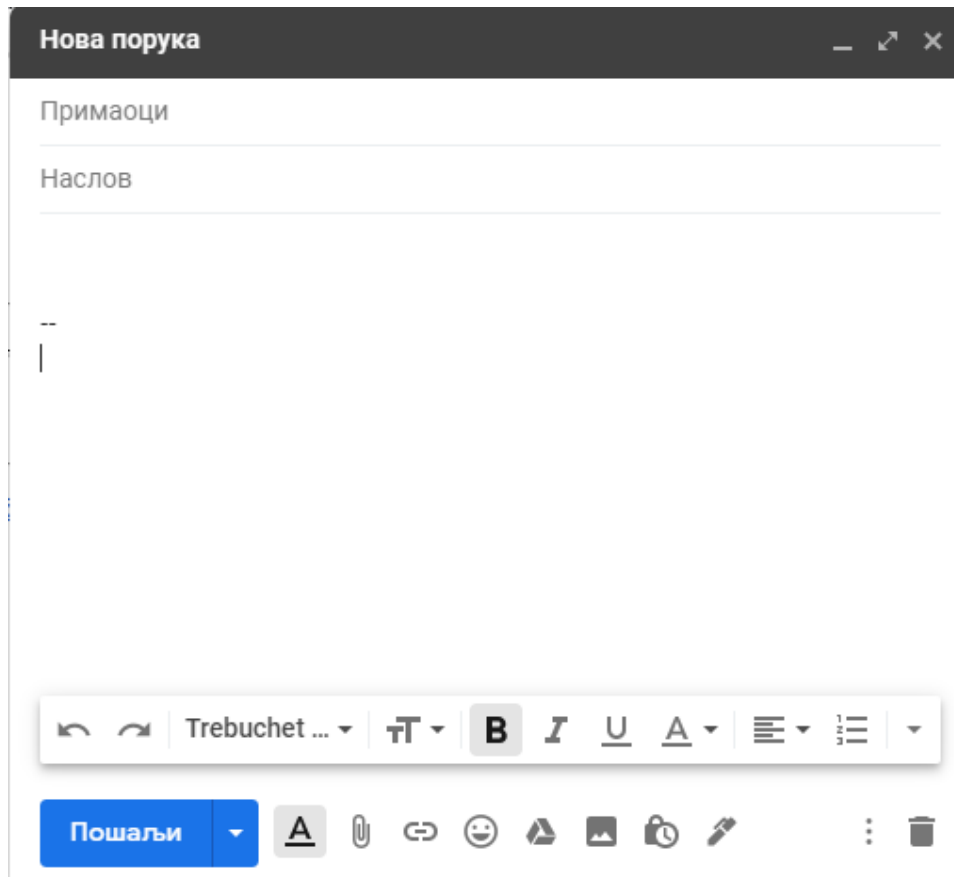 Нова порука
Примаоци
Наслов
--
Trebuchet ...
Пошаљи